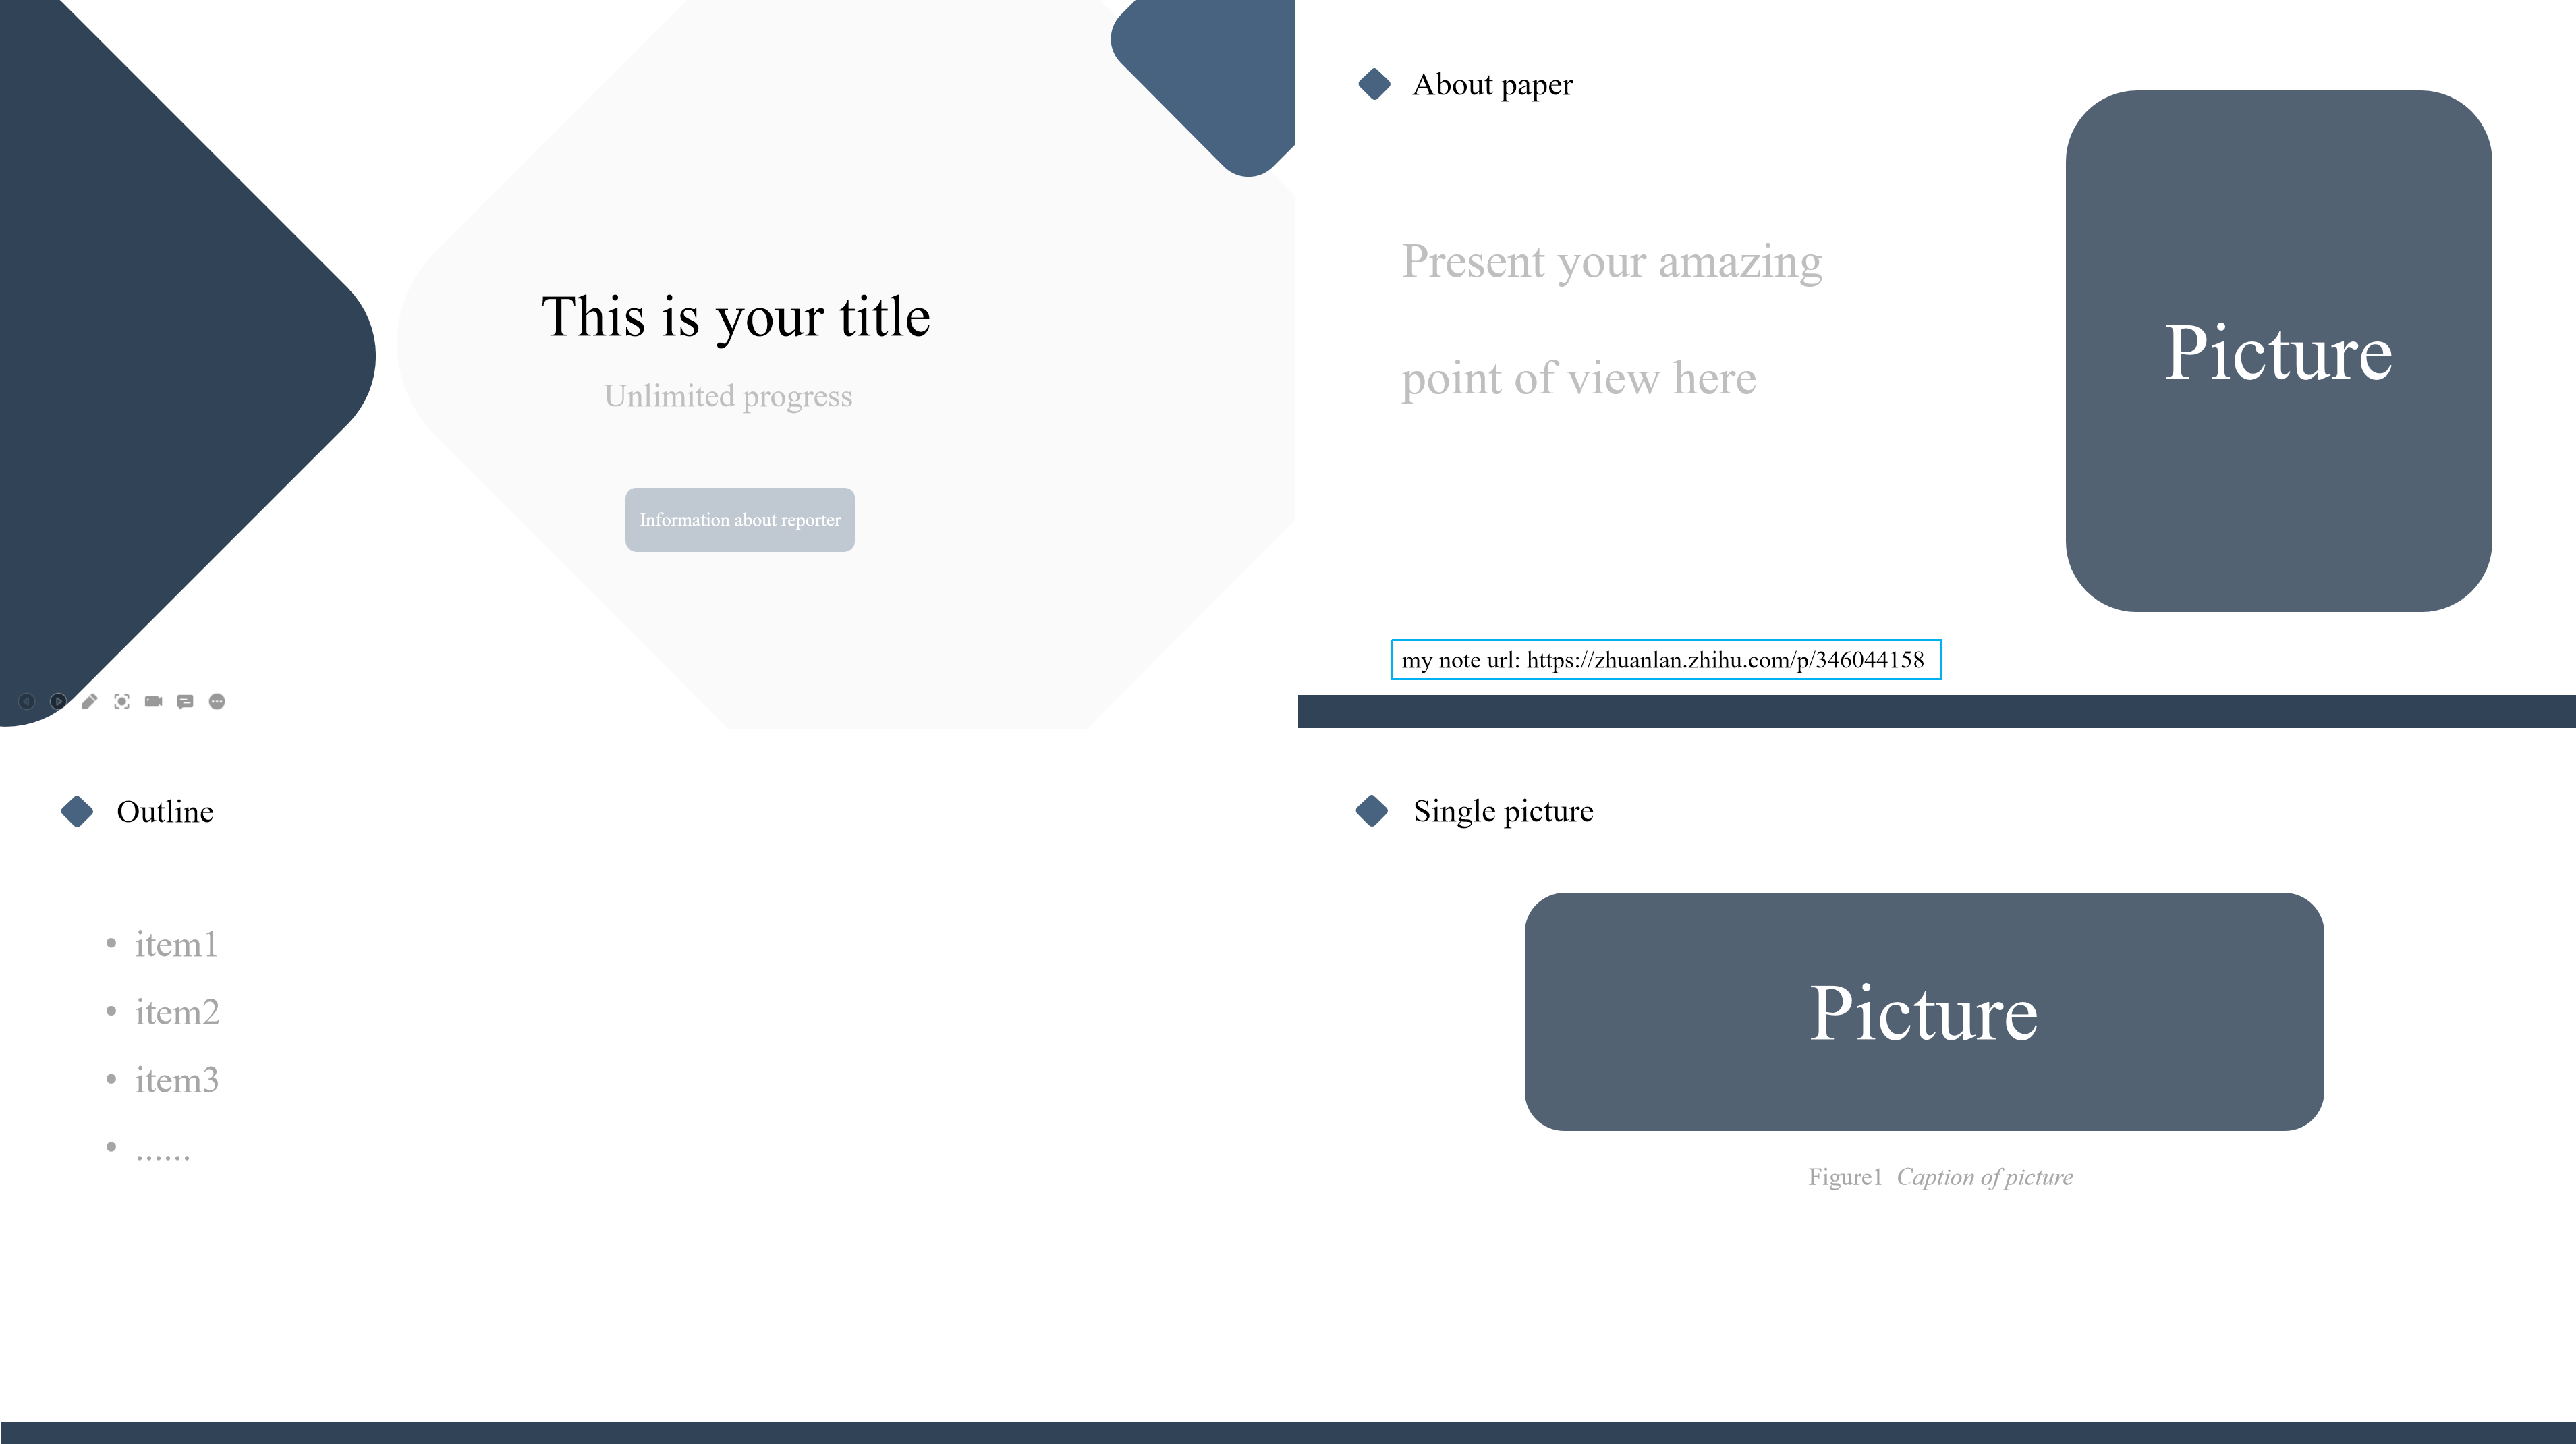 This is your title
Unlimited progress
Information about reporter
About paper
Present your amazing
point of view here
Picture
my note url: https://zhuanlan.zhihu.com/p/346044158
Outline
• item1
• item2
• item3
• ......
Single picture
Picture
Figure1 Caption of picture